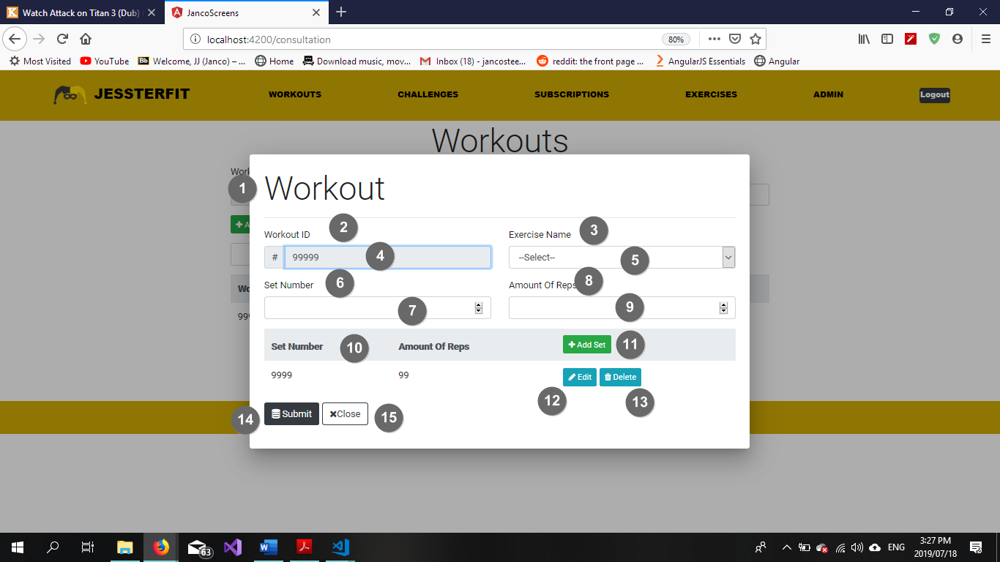 Watch Attack on Titan 3 (Dub)
JancoScreens
localhost:4200/consultation
80%
Most Visited
YouTube
Welcome, JJ (Janco) – ...
Home
Download music, mov...
Inbox (18) - jancostee...
reddit: the front page ...
AngularJS Essentials
Angular
JESSTERFIT
WORKOUTS
CHALLENGES
SUBSCRIPTIONS
EXERCISES
ADMIN
Logout
Workouts
Work
1
Workout
2
3
Workout ID
Exercise Name
# 99999
4
--Select--
5
6
8
Set Number
Amount Of Reps
7
9
Set Number
10
Amount Of Reps
Add Set
11
9999
99
Edit
Delete
12
13
14
Submit
Close
15
63
ENG
3:27 PM
2019/07/18